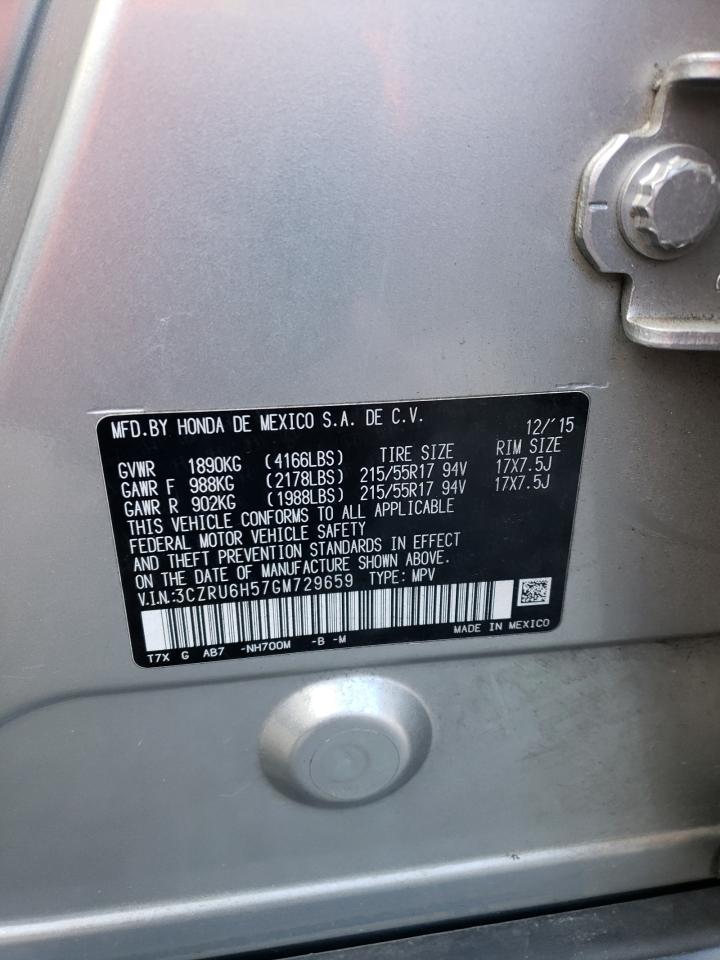 MFD.BY HONDA DE MEXICO S.A. DE C.V. 12/'15
GVWR 1890KG (4166LBS) TIRE SIZE RIM SIZE
GAWR F 988KG (2178LBS) 215/55R17 94V 17X7.5J
GAWR R 902KG (1988LBS) 215/55R17 94V 17X7.5J
THIS VEHICLE CONFORMS TO ALL APPLICABLE
FEDERAL MOTOR VEHICLE SAFETY
AND THEFT PREVENTION STANDARDS IN EFFECT
ON THE DATE OF MANUFACTURE SHOWN ABOVE.
V.I.N.:3CZRU6H57GM729659 TYPE: MPV
T7X G AB7 -NH700M -B -M MADE IN MEXICO